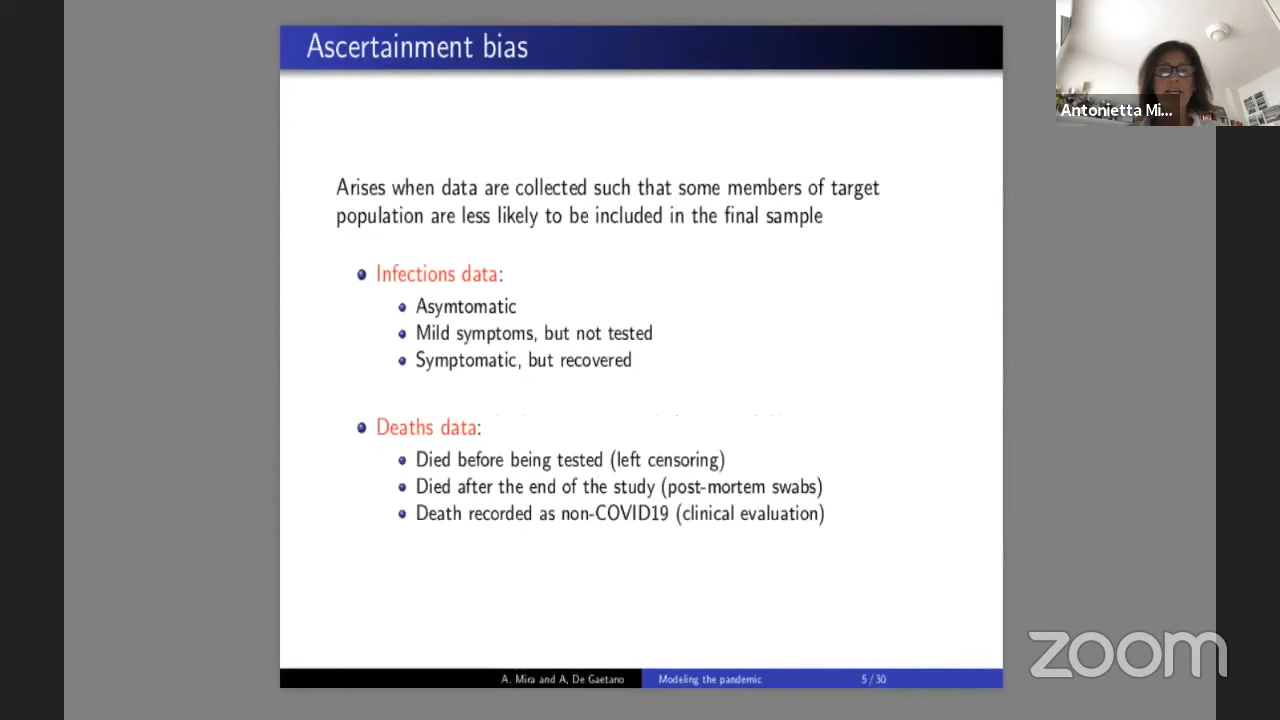 Ascertainment bias
Antonietta Mi...
Arises when data are collected such that some members of target
population are less likely to be included in the final sample
Infections data:
Asymtomatic
Mild symptoms, but not tested
Symptomatic, but recovered
Deaths data:
Died before being tested (left censoring)
Died after the end of the study (post-mortem swabs)
Death recorded as non-COVID19 (clinical evaluation)
A. Mira and A, De Gaetano Modeling the pandemic 5 / 30
zoom